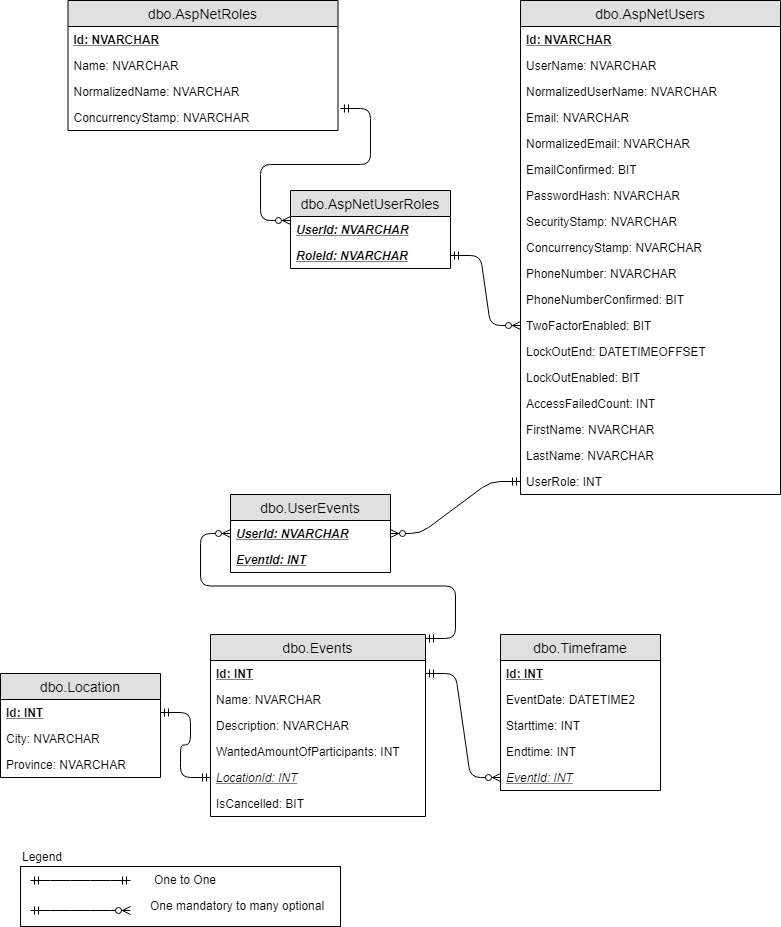 dbo.AspNetRoles
Id: NVARCHAR
Name: NVARCHAR
NormalizedName: NVARCHAR
ConcurrencyStamp: NVARCHAR
dbo.AspNetUsers
Id: NVARCHAR
UserName: NVARCHAR
NormalizedUserName: NVARCHAR
Email: NVARCHAR
NormalizedEmail: NVARCHAR
EmailConfirmed: BIT
PasswordHash: NVARCHAR
SecurityStamp: NVARCHAR
ConcurrencyStamp: NVARCHAR
PhoneNumber: NVARCHAR
PhoneNumberConfirmed: BIT
TwoFactorEnabled: BIT
LockOutEnd: DATETIMEOFFSET
LockOutEnabled: BIT
AccessFailedCount: INT
FirstName: NVARCHAR
LastName: NVARCHAR
UserRole: INT
dbo.AspNetUserRoles
UserId: NVARCHAR
RoleId: NVARCHAR
dbo.UserEvents
UserId: NVARCHAR
EventId: INT
dbo.Location
Id: INT
City: NVARCHAR
Province: NVARCHAR
dbo.Events
Id: INT
Name: NVARCHAR
Description: NVARCHAR
WantedAmountOfParticipants: INT
LocationId: INT
IsCancelled: BIT
dbo.Timeframe
Id: INT
EventDate: DATETIME2
Starttime: INT
Endtime: INT
EventId: INT
Legend
One to One
One mandatory to many optional